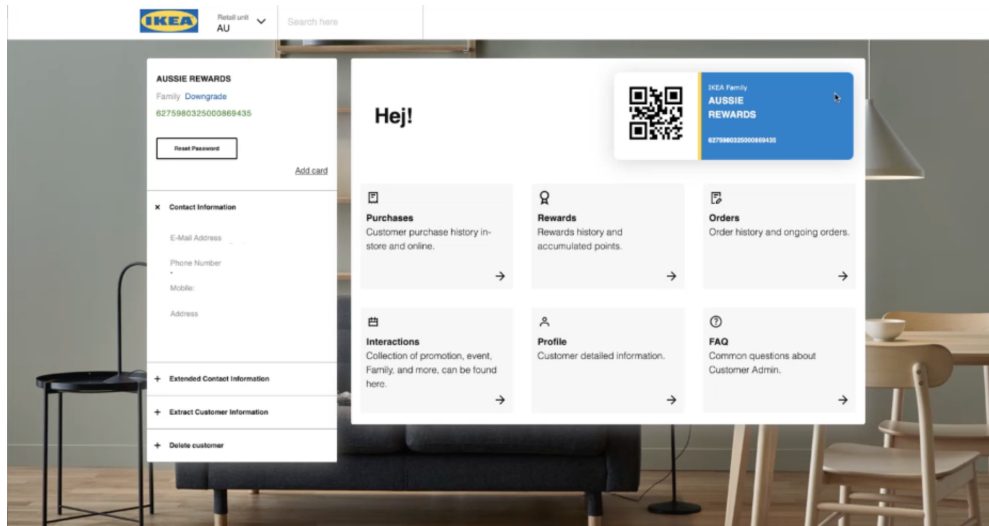 IKEA
Retail unit
AU
Search here
AUSSIE REWARDS
Family Downgrade
6275980325000869435
Reset Password
Add card
× Contact Information
E-Mail Address
Phone Number
Mobile:
Address
+ Extended Contact Information
+ Extract Customer Information
+ Delete customer
Hej!
IKEA Family
AUSSIE
REWARDS
6275980325000869435
Purchases
Customer purchase history in-
store and online.
Rewards
Rewards history and
accumulated points.
Orders
Order history and ongoing orders.
Interactions
Collection of promotion, event,
Family, and more, can be found
here.
Profile
Customer detailed information.
FAQ
Common questions about
Customer Admin.